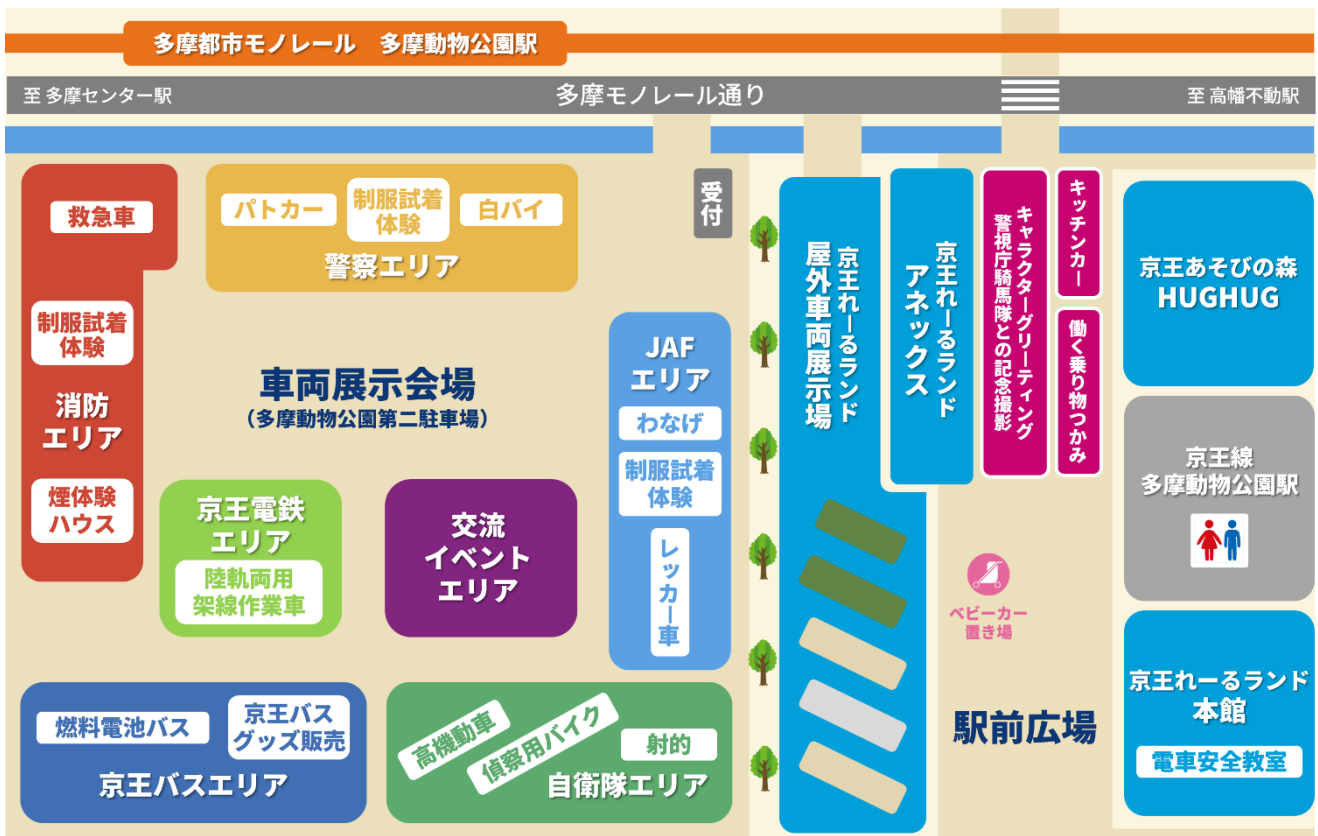 多摩都市モノレール　多摩動物公園駅
至 多摩センター駅
多摩モノレール通り
至 高幡不動駅
救急車
制服試着
体験
消防
エリア
煙体験
ハウス
パトカー
制服試着
体験
白バイ
警察エリア
受付
車両展示会場
（多摩動物公園第二駐車場）
JAF
エリア
わなげ
制服試着
体験
レッカー車
京王電鉄
エリア
陸軌両用
架線作業車
交流
イベント
エリア
燃料電池バス
京王バス
グッズ販売
京王バスエリア
高機動車
偵察用バイク
射的
自衛隊エリア
京王れーるランド
屋外車両展示場
京王れーるランド
アネックス
キャラクターグリーティング
警視庁騎馬隊との記念撮影
キッチンカー
働く乗り物つかみ
京王あそびの森
HUGHUG
京王線
多摩動物公園駅
ベビーカー
置き場
駅前広場
京王れーるランド
本館
電車安全教室